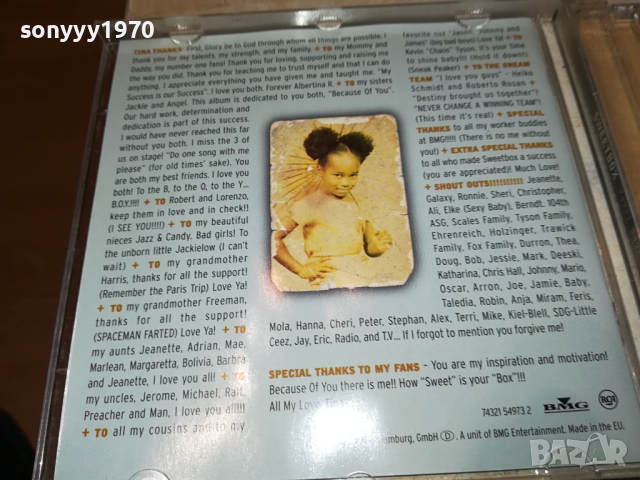 sonyyy1970
TINA THANKS: First, Glory be to God through whom all things are possible. I
thank you for my talents, my strength, and my family. + TO my Mommy and
Daddy, my number one fans! Thank you for loving, supporting and raising me
the way you did. Thank you for teaching me to trust myself and that I can do
anything. I appreciate everything you have given me and taught me. "My
Success is our Success". I love you both. Forever Albertina R. + TO my sisters
Jackie and Angel. This album is dedicated to you both, "Because Of You".
Our hard work, determination and
dedication is part of this success.
I would have never reached this far
without you both. I miss the 3 of
us on stage! "Do one song with me
please" (for old times' sake). You are
both my best friends. I love you
both! To the B, to the O, to the Y...
B.O.Y.!!!! + TO Robert and Lorenzo,
keep them in love and in check!!
(I SEE YOU!!!!) + TO my beautiful
nieces Jazz & Candy. Bad girls! To
the unborn little Jackielow (I can't
wait) + TO my grandmother
Harris, thanks for all the support!
(Remember the Paris Trip) Love Ya!
+ TO my grandmother Freeman,
thanks for all the support!
(SPACEMAN FARTED) Love Ya! + TO
my aunts Jeanette, Adrian, Mae,
Marlean, Margaretta, Bolivia, Barbra
and Jeanette, I love you all! + TO
my uncles, Jerome, Michael, Ralf,
Preacher and Man, I love you a!!!!!
+ TO all my cousins and to my
favorite cuz "Jason, Johnny and
James" (big bad boys) Love Ya! + TO
Kevin "Chaos" Tyson. It's your time
to shine baby!!! (Hold it down!)
(Sneak Peaker) + TO THE DREAM
TEAM "I love you guys" - Heiko
Schmidt and Roberto Rosan +
"Destiny brought us together"!
"NEVER CHANGE A WINNING TEAM"!
(This time it's real) + SPECIAL
THANKS to all my worker buddies
at BMG!!!! (There is no me without
you!) + EXTRA SPECIAL THANKS
to all who made Sweetbox a success
(you are appreciated)! Much Love!
+ SHOUT OUTS!!!!!!!!!! Jeanette,
Galaxy, Ronnie, Sheri, Christopher,
Ali, Elke (Sexy Baby), Berndt. 104th
ASG, Scales Family, Tyson Family,
Ehrenreich, Holzinger, Trawick
Family, Fox Family, Durron, Thea,
Doug, Bob, Jessie, Mark, Deeski,
Katharina, Chris Hall, Johnny, Mario,
Oscar, Arron, Joe, Jamie, Baby,
Taledia, Robin, Anja, Miram, Feris,
Mola, Hanna, Cheri, Peter, Stephan, Alex, Terri, Mike, Kiel-Blell, SDG-Little
Ceez, Jay, Eric, Radio, and T.V... If I forgot to mention you forgive me!
SPECIAL THANKS TO MY FANS - You are my inspiration and motivation!
Because Of You there is me!! How "Sweet" is your "Box"!!!
All My Love
74321 54973 2 BMG RCA
GmbH D. A unit of BMG Entertainment. Made in the EU.
BAZAR